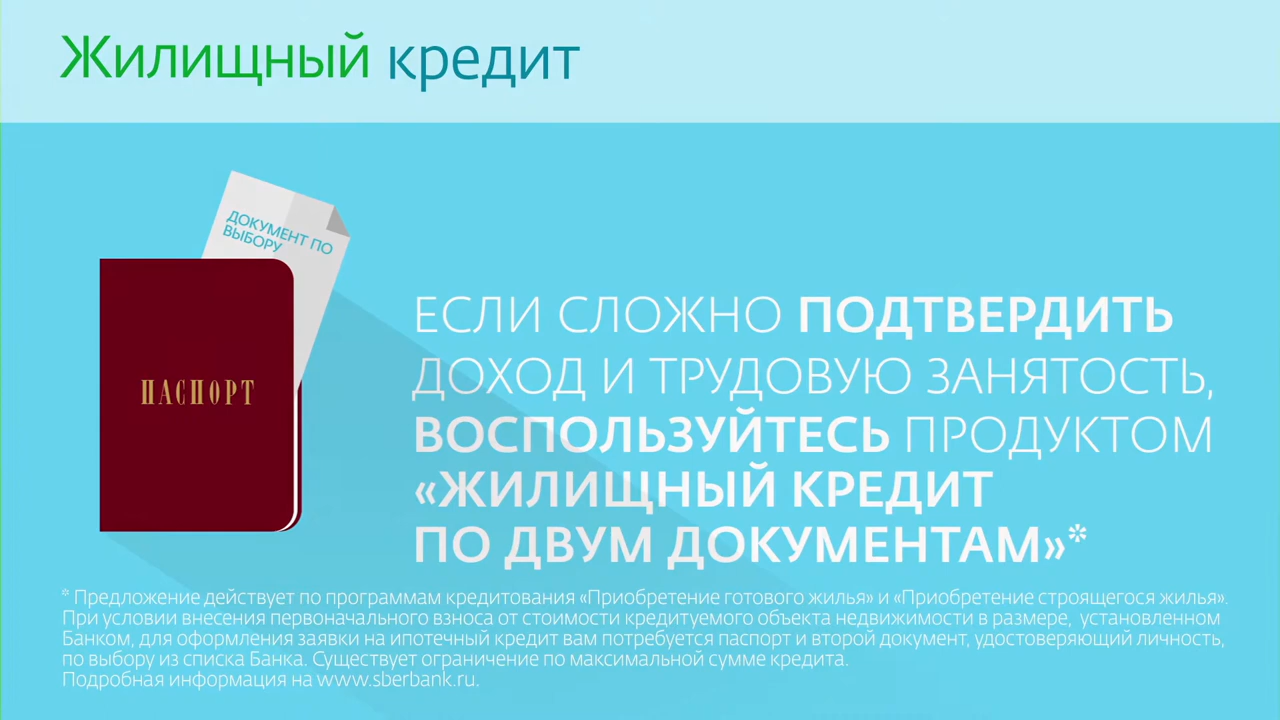 Жилищный кредит
ДОКУМЕНТ ПО
ВЫБОРУ
ПАСПОРТ
ЕСЛИ СЛОЖНО ПОДТВЕРДИТЬ
ДОХОД И ТРУДОВУЮ ЗАНЯТОСТЬ,
ВОСПОЛЬЗУЙТЕСЬ ПРОДУКТОМ
«ЖИЛИЩНЫЙ КРЕДИТ
ПО ДВУМ ДОКУМЕНТАМ»*
* Предложение действует по программам кредитования «Приобретение готового жилья» и «Приобретение строящегося жилья».
При условии внесения первоначального взноса от стоимости кредитуемого объекта недвижимости в размере, установленном
Банком, для оформления заявки на ипотечный кредит вам потребуется паспорт и второй документ, удостоверяющий личность,
по выбору из списка Банка. Существует ограничение по максимальной сумме кредита.
Подробная информация на www.sberbank.ru.